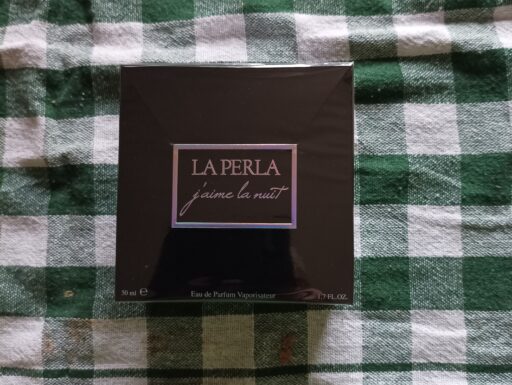 LA PERLA
j'aime la nuit
50 ml ℮ Eau de Parfum Vaporisateur 1.7 FL.OZ.